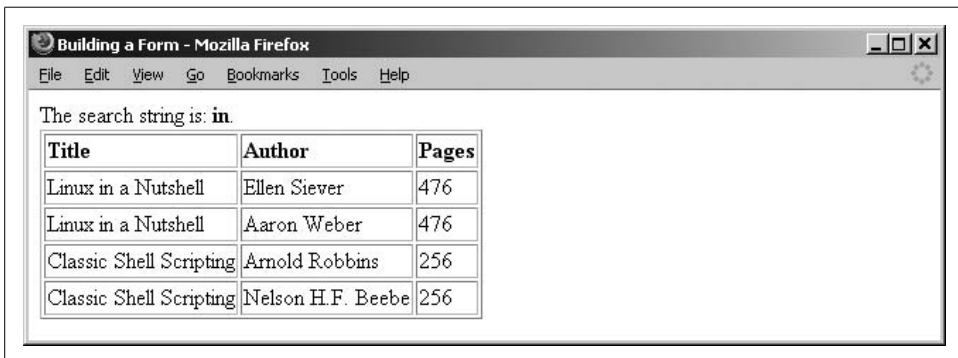 Building a Form - Mozilla Firefox
File Edit View Go Bookmarks Tools Help
The search string is: in.
Title Author Pages
Linux in a Nutshell Ellen Siever 476
Linux in a Nutshell Aaron Weber 476
Classic Shell Scripting Arnold Robbins 256
Classic Shell Scripting Nelson H.F. Beebe 256